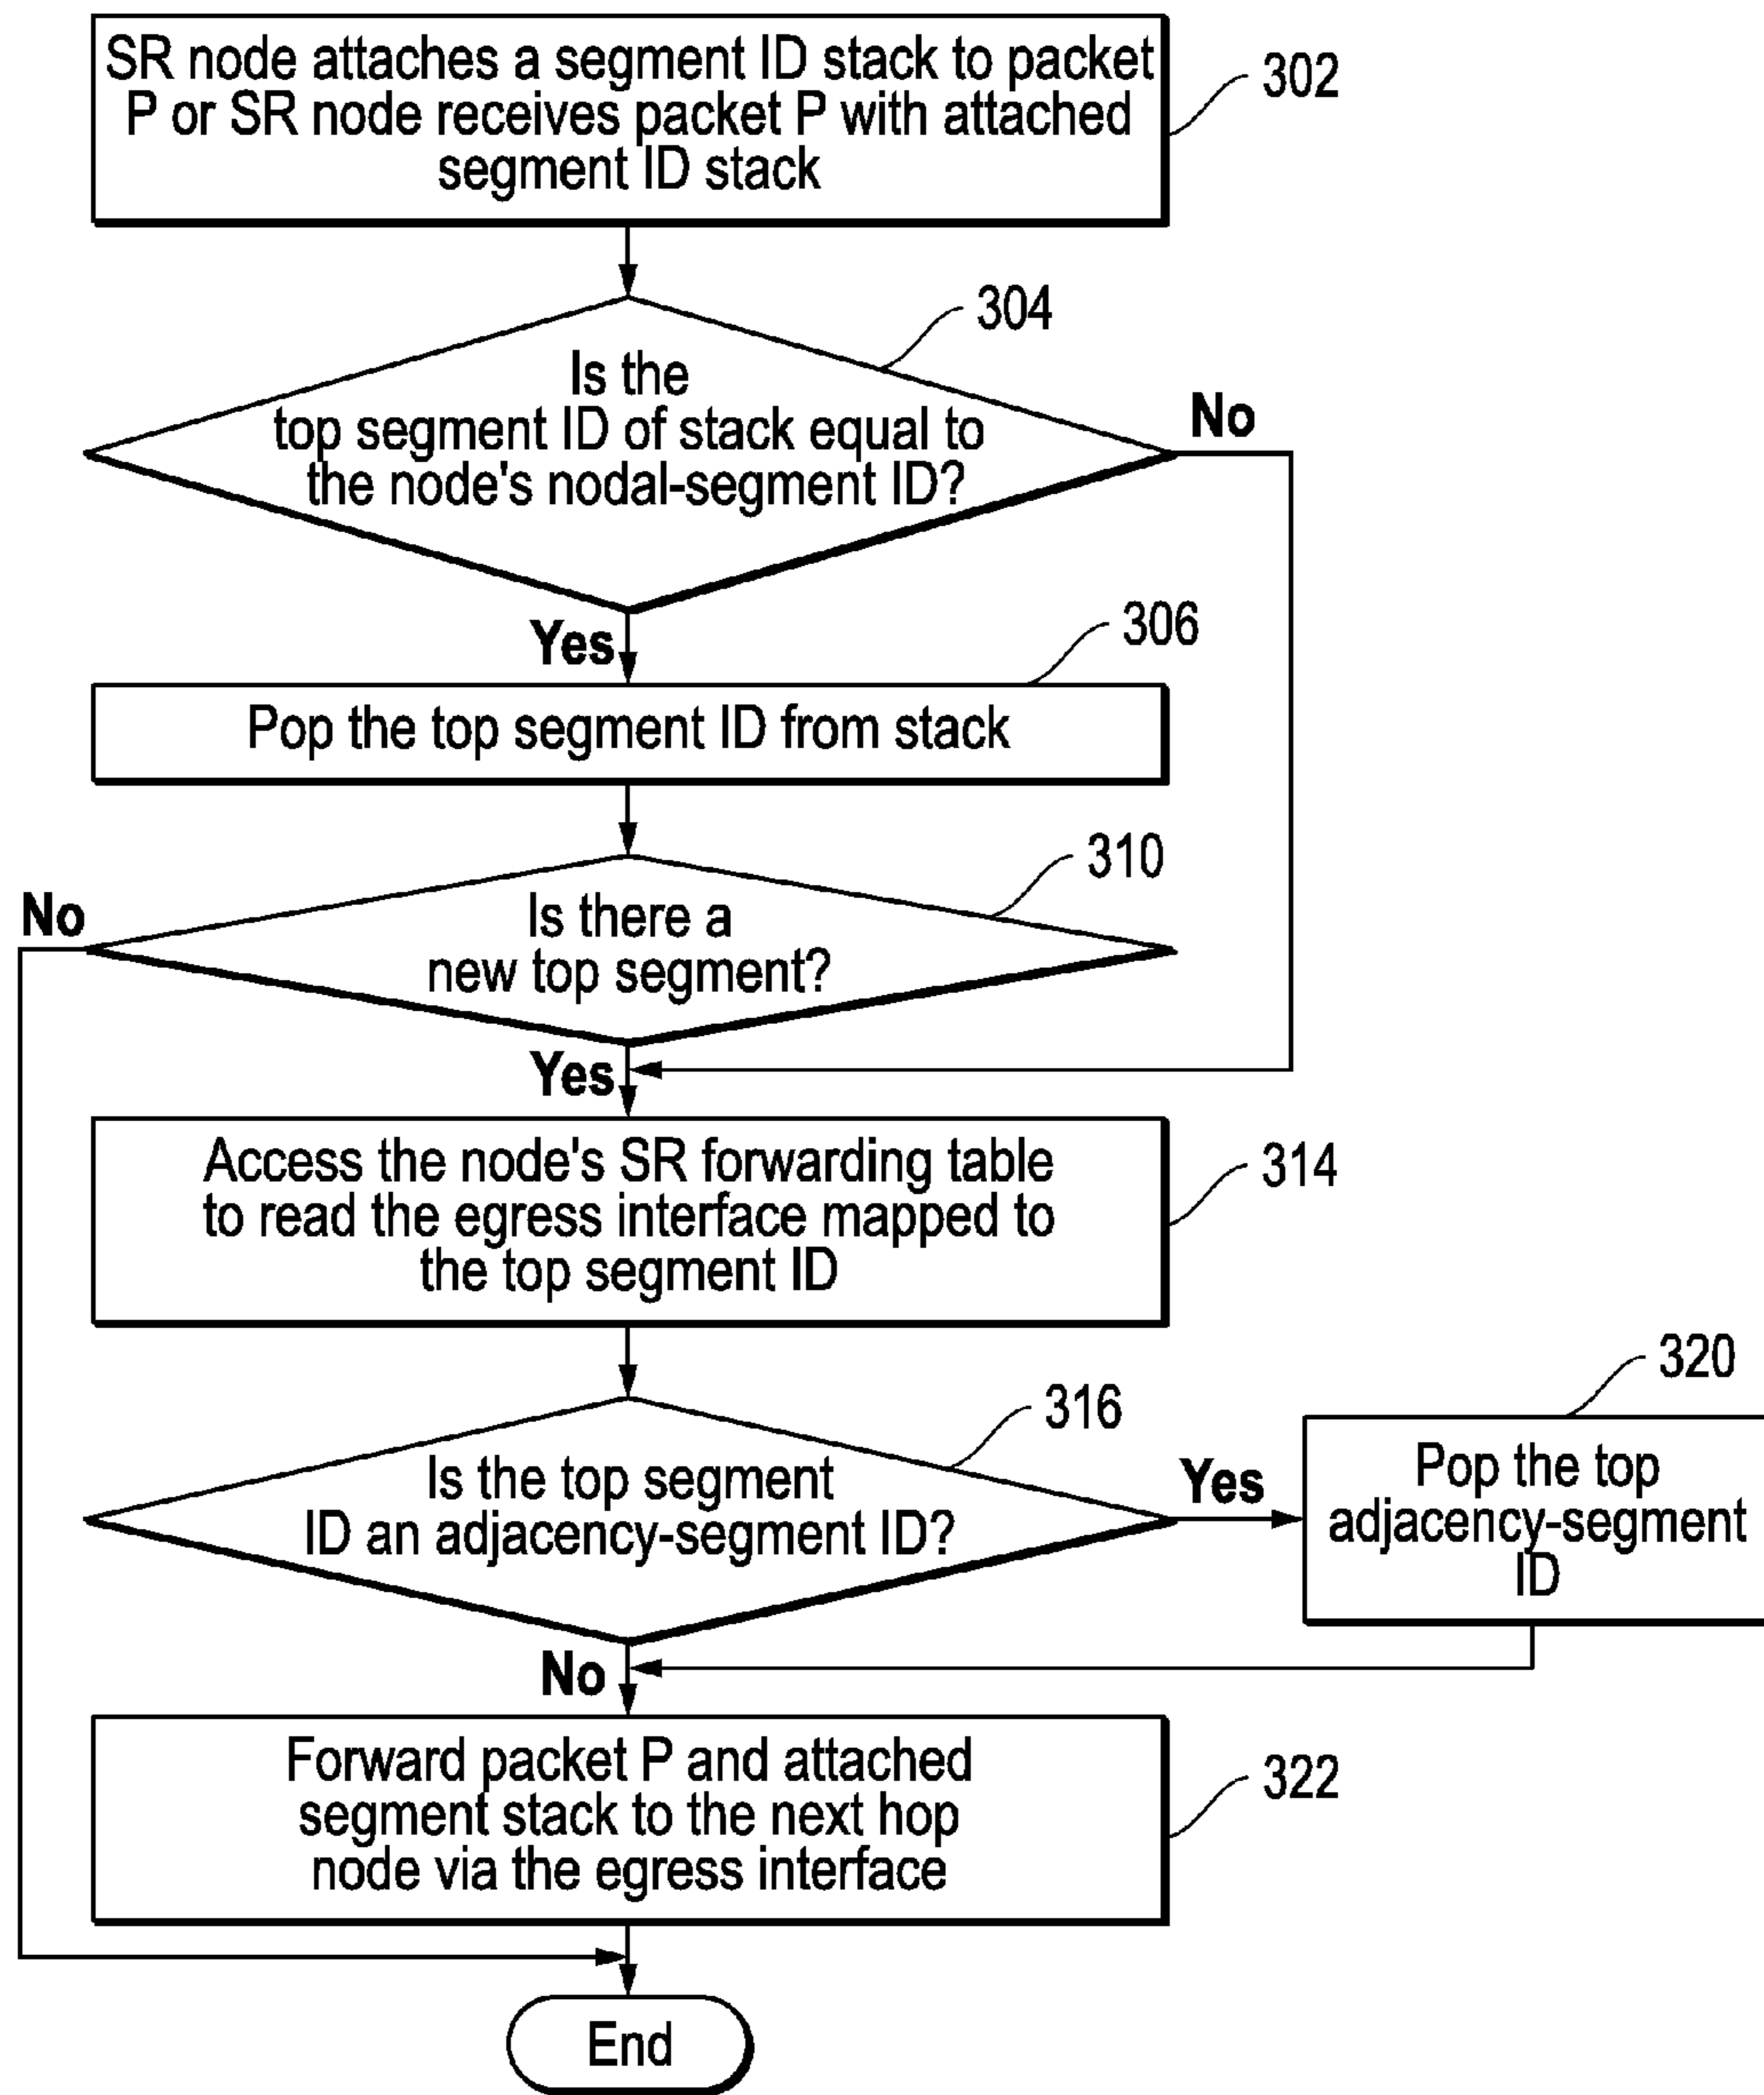 SR node attaches a segment ID stack to packet
P or SR node receives packet P with attached
segment ID stack
302
304
Is the
top segment ID of stack equal to
the node's nodal-segment ID?
No
Yes
306
Pop the top segment ID from stack
310
No
Is there a
new top segment?
Yes
Access the node's SR forwarding table
to read the egress interface mapped to
the top segment ID
314
320
316
Is the top segment
ID an adjacency-segment ID?
Yes
Pop the top
adjacency-segment
ID
No
Forward packet P and attached
segment stack to the next hop
node via the egress interface
322
End